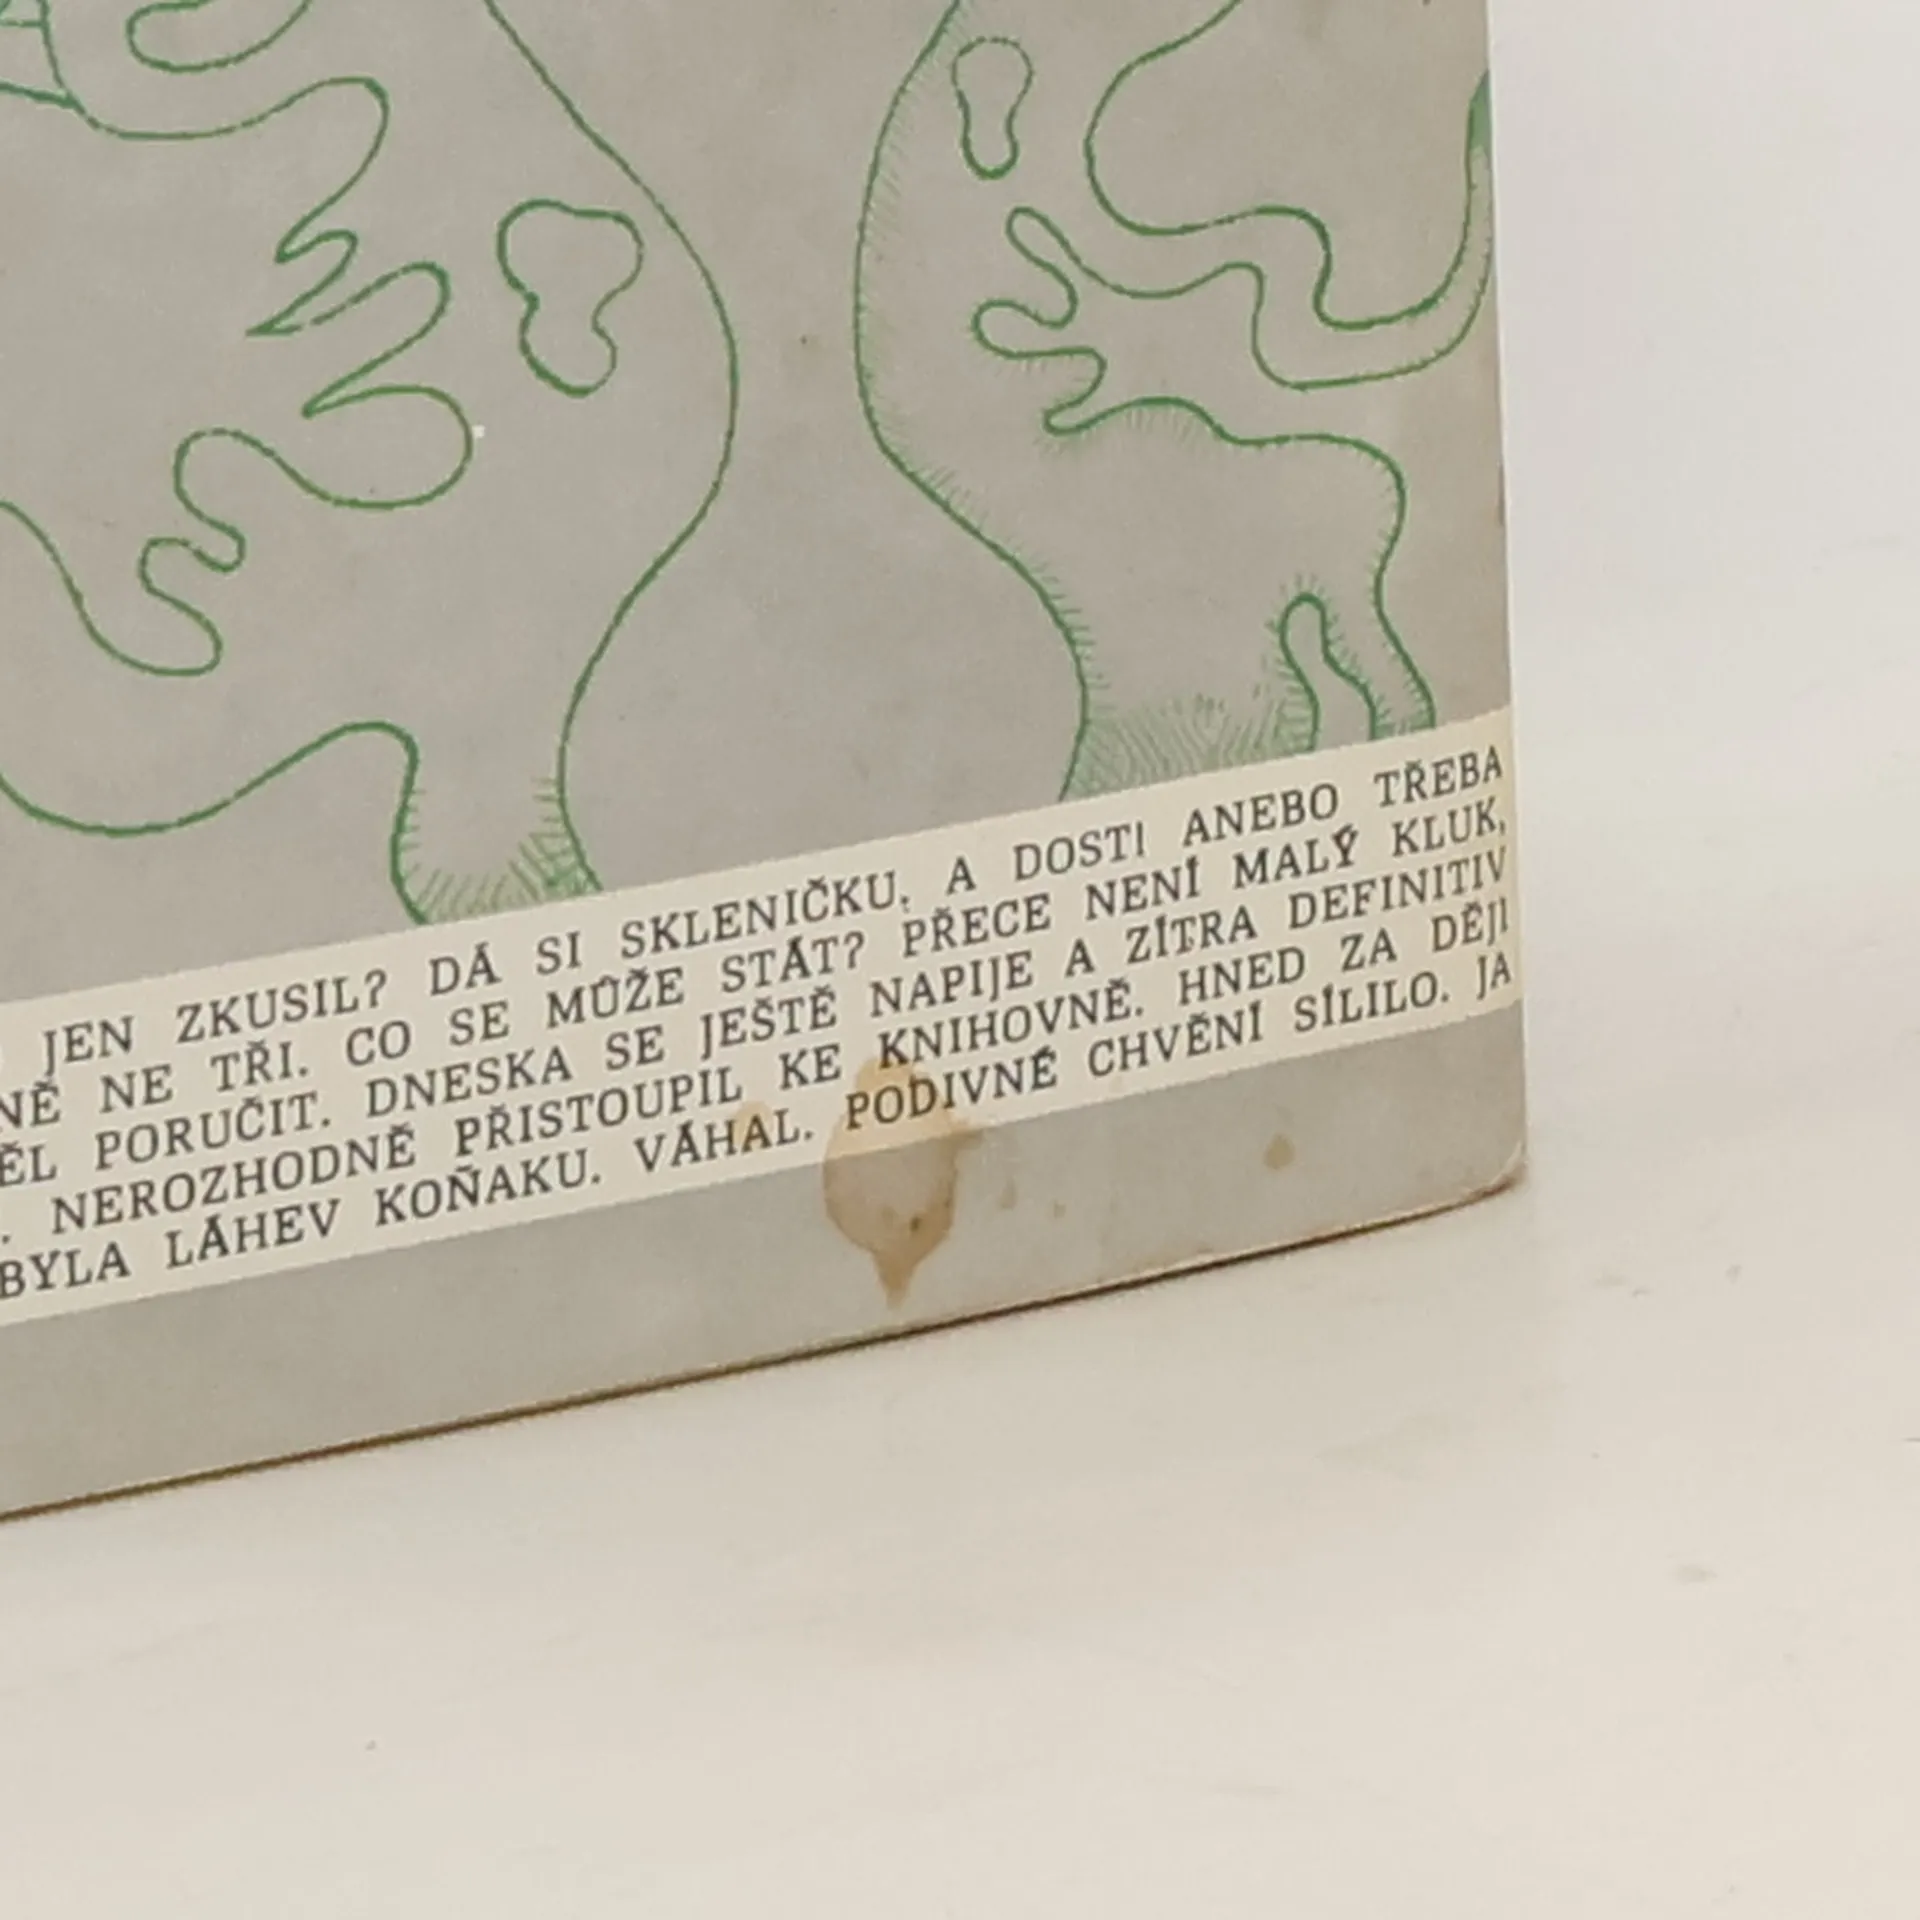 JEN ZKUSIL? DÁ SI SKLENIČKU, A DOSTI ANEBO TŘEBA
NĚ NE TŘI. CO SE MŮŽE STÁT? PŘECE NENÍ MALÝ KLUK,
ĚL PORUČIT. DNESKA SE JEŠTĚ NAPIJE A ZÍTRA DEFINITIV
. NEROZHODNĚ PŘISTOUPIL KE KNIHOVNĚ. HNED ZA DĚJI
BYLA LÁHEV KOŇAKU. VÁHAL. PODIVNÉ CHVĚNÍ SÍLILO. JA